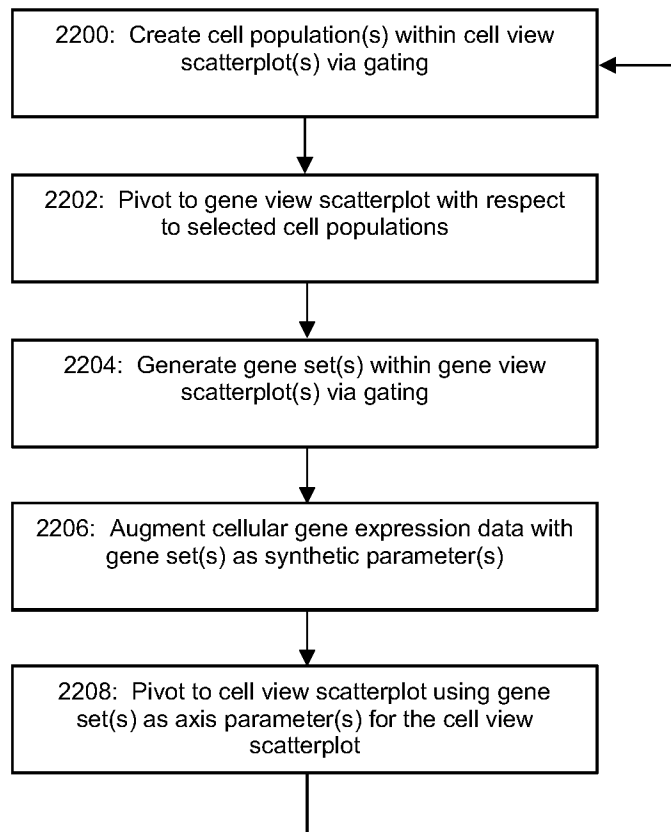 2200:  Create cell population(s) within cell view
scatterplot(s) via gating
2202:  Pivot to gene view scatterplot with respect
to selected cell populations
2204:  Generate gene set(s) within gene view
scatterplot(s) via gating
2206:  Augment cellular gene expression data with
gene set(s) as synthetic parameter(s)
2208:  Pivot to cell view scatterplot using gene
set(s) as axis parameter(s) for the cell view
scatterplot